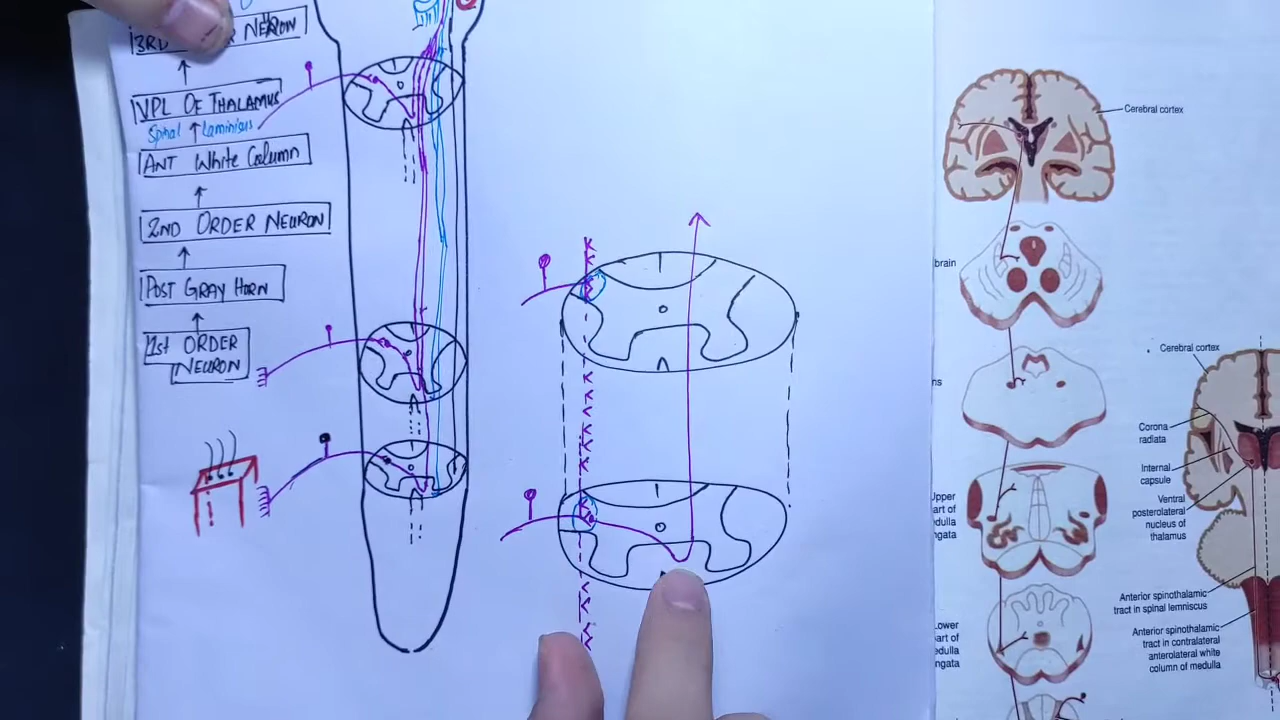 3RD NEURON
VPL OF THALAMUS
Spinal Laminisus
ANT White Column
2ND ORDER NEURON
POST GRAY HORN
1st ORDER
NEURON
Cerebral cortex
brain
ns
Upper
art of
edulla
ngata
Lower
art of
edulla
ngata
Cerebral cortex
Corona
radiata
Internal
capsule
Ventral
posterolateral
nucleus of
thalamus
Anterior spinothalamic
tract in spinal lemniscus
Anterior spinothalamic
tract in contralateral
anterolateral white
column of medulla